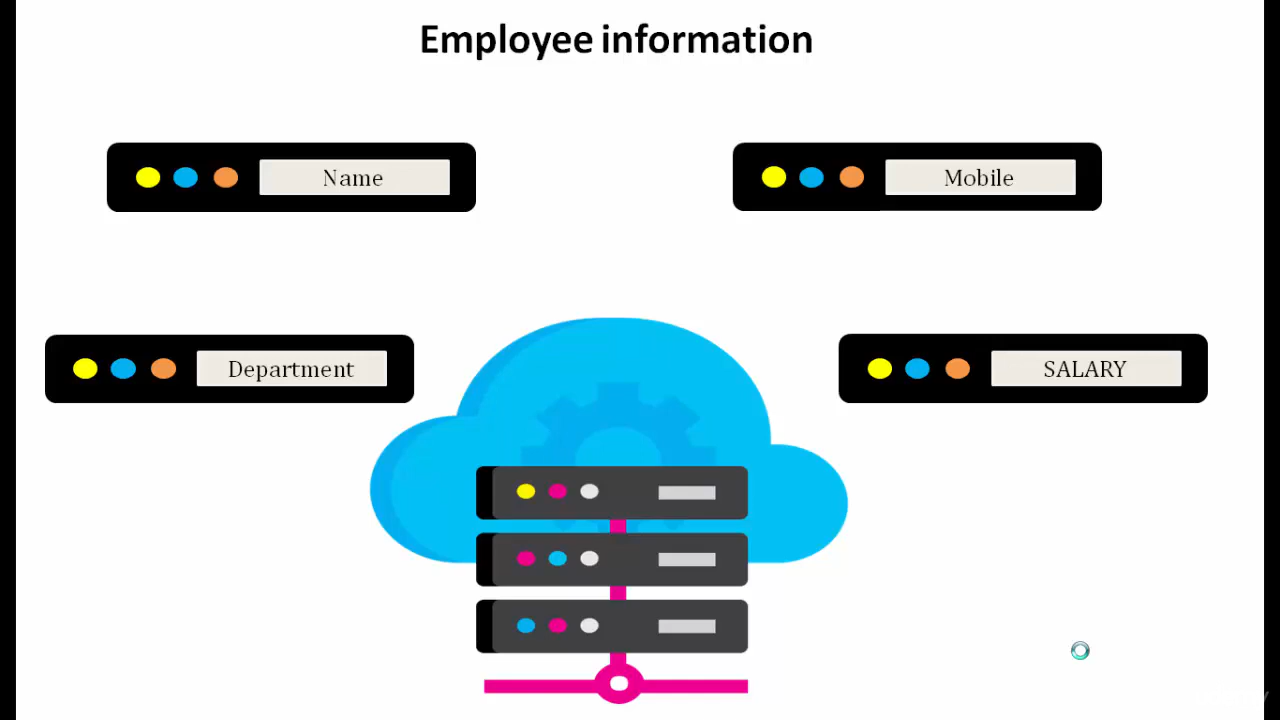 Employee information
Name
Mobile
Department
SALARY